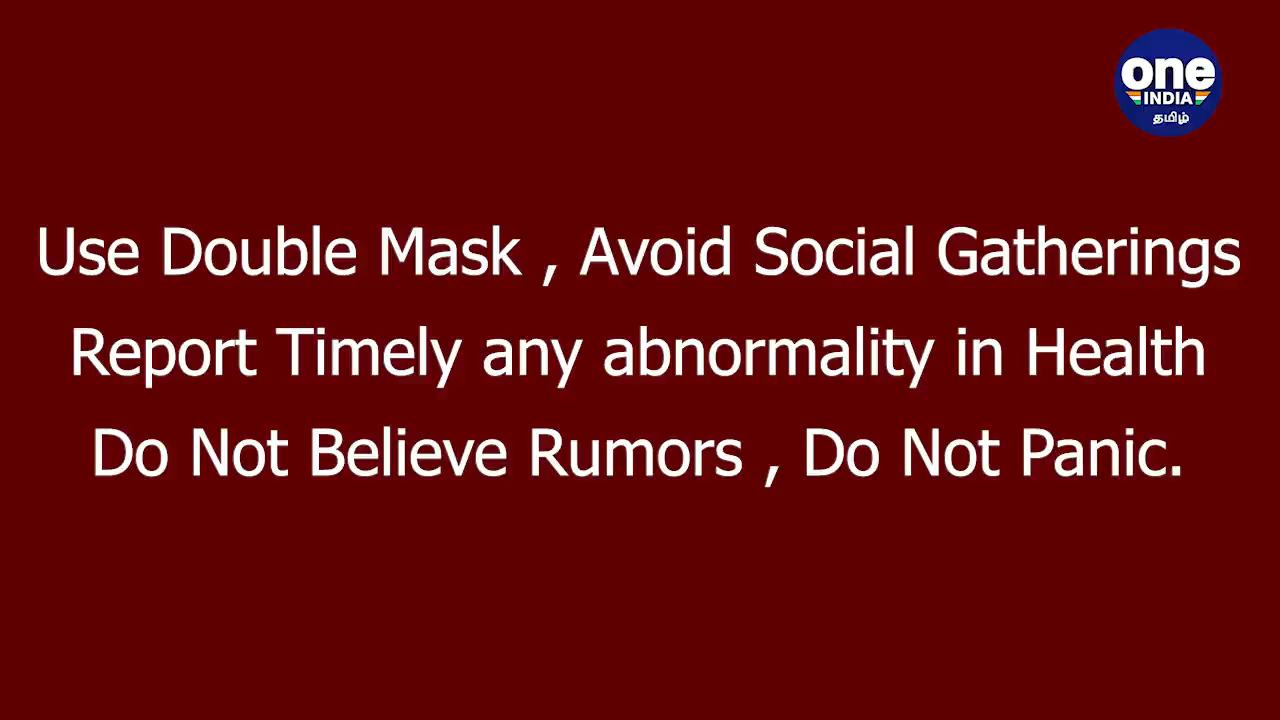 one
INDIA
தமிழ்
Use Double Mask , Avoid Social Gatherings
Report Timely any abnormality in Health
Do Not Believe Rumors , Do Not Panic.